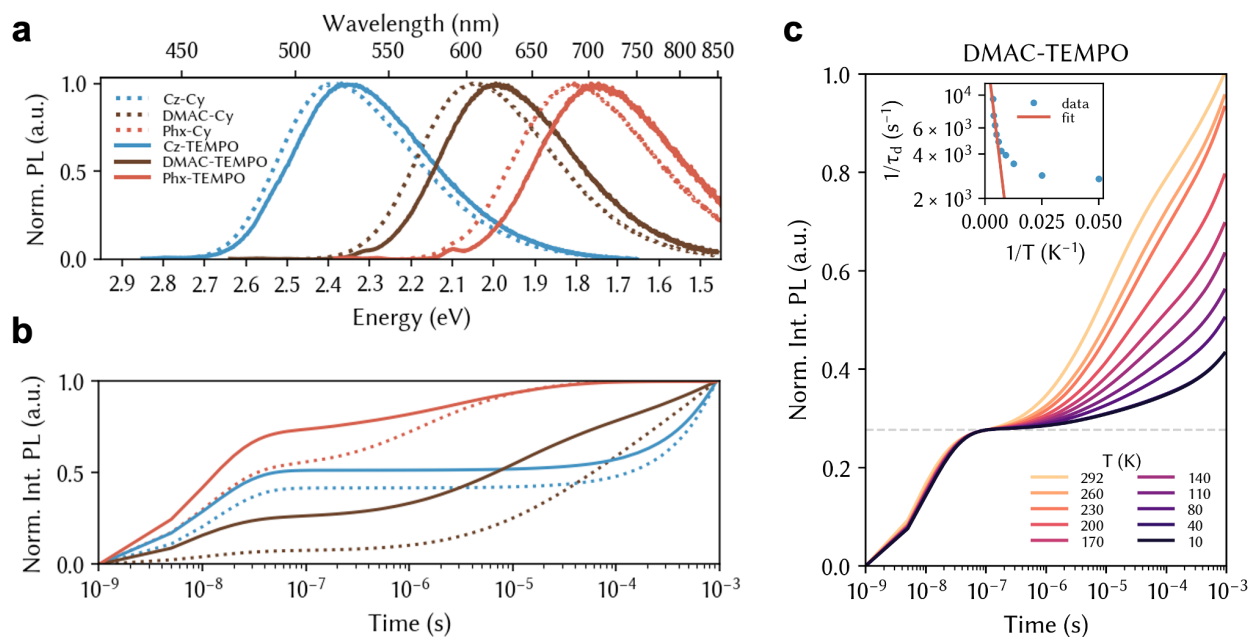 a
Wavelength (nm)
450 500 550 600 650 700 750 800 850
Norm. PL (a.u.)
1.0
0.5
0.0
Cz-Cy
DMAC-Cy
Phx-Cy
Cz-TEMPO
DMAC-TEMPO
Phx-TEMPO
2.9 2.8 2.7 2.6 2.5 2.4 2.3 2.2 2.1 2.0 1.9 1.8 1.7 1.6 1.5
Energy (eV)
b
Norm. Int. PL (a.u.)
1.0
0.5
0.0
10⁻⁹ 10⁻⁸ 10⁻⁷ 10⁻⁶ 10⁻⁵ 10⁻⁴ 10⁻³
Time (s)
c
DMAC-TEMPO
Norm. Int. PL (a.u.)
1.0
0.8
0.6
0.4
0.2
0.0
1/τd (s⁻¹)
10⁴
6 × 10³
4 × 10³
2 × 10³
data
fit
0.000 0.025 0.050
1/T (K⁻¹)
T (K)
292 140
260 110
230 80
200 40
170 10
10⁻⁹ 10⁻⁸ 10⁻⁷ 10⁻⁶ 10⁻⁵ 10⁻⁴ 10⁻³
Time (s)